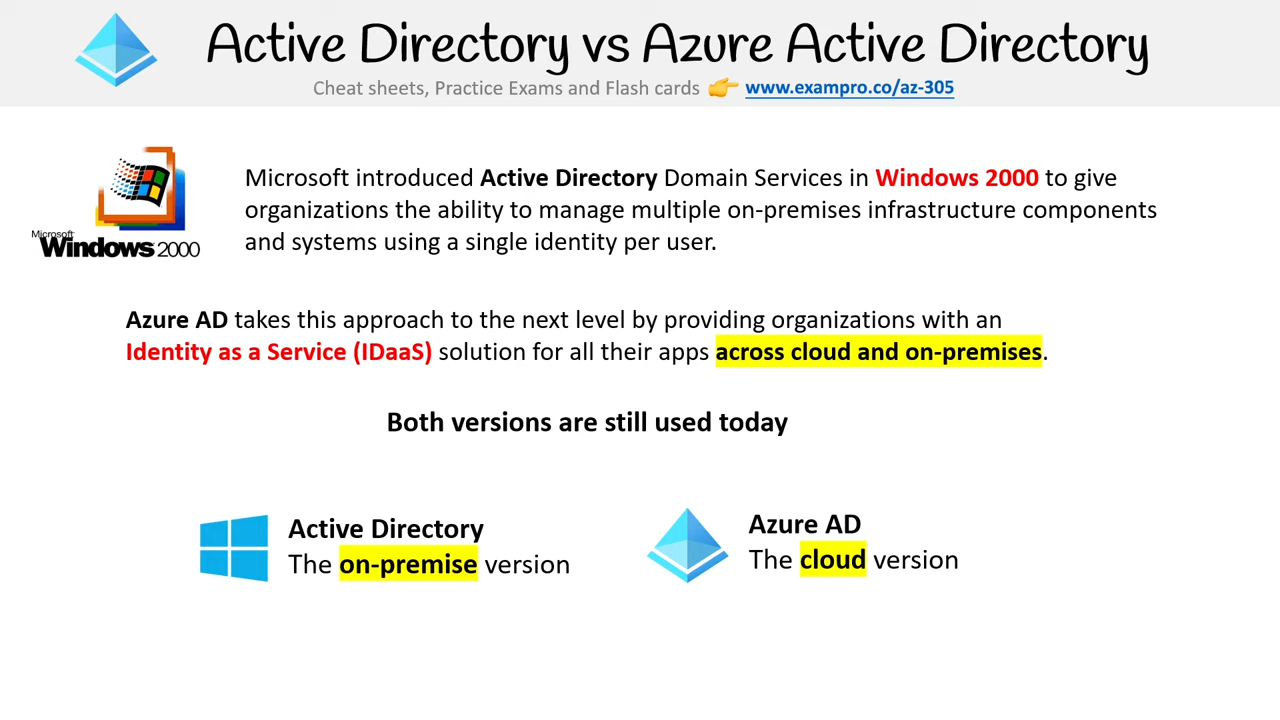 Active Directory vs Azure Active Directory
Cheat sheets, Practice Exams and Flash cards 👉 www.exampro.co/az-305
Microsoft introduced Active Directory Domain Services in Windows 2000 to give
organizations the ability to manage multiple on-premises infrastructure components
and systems using a single identity per user.
Microsoft
Windows 2000
Azure AD takes this approach to the next level by providing organizations with an
Identity as a Service (IDaaS) solution for all their apps across cloud and on-premises.
Both versions are still used today
Active Directory
The on-premise version
Azure AD
The cloud version